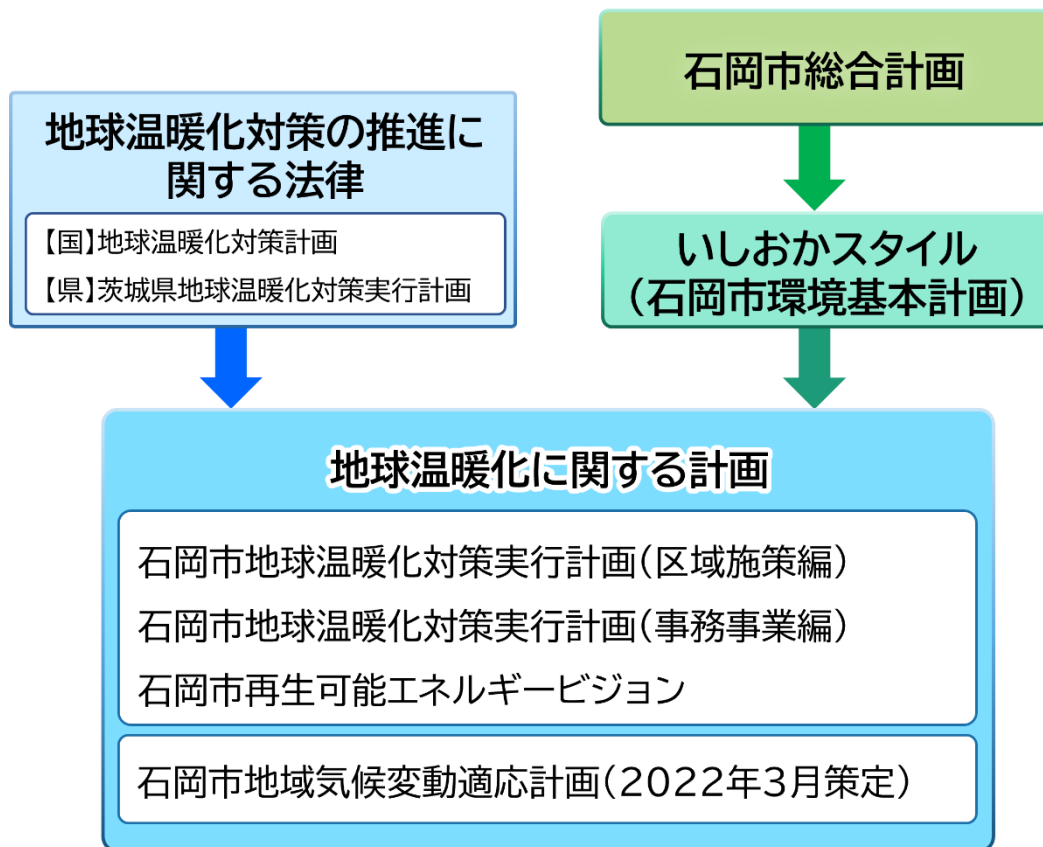 石岡市総合計画
地球温暖化対策の推進に
関する法律
【国】地球温暖化対策計画
【県】茨城県地球温暖化対策実行計画
いしおかスタイル
（石岡市環境基本計画）
地球温暖化に関する計画
石岡市地球温暖化対策実行計画（区域施策編）
石岡市地球温暖化対策実行計画（事務事業編）
石岡市再生可能エネルギービジョン
石岡市地域気候変動適応計画（2022年3月策定）